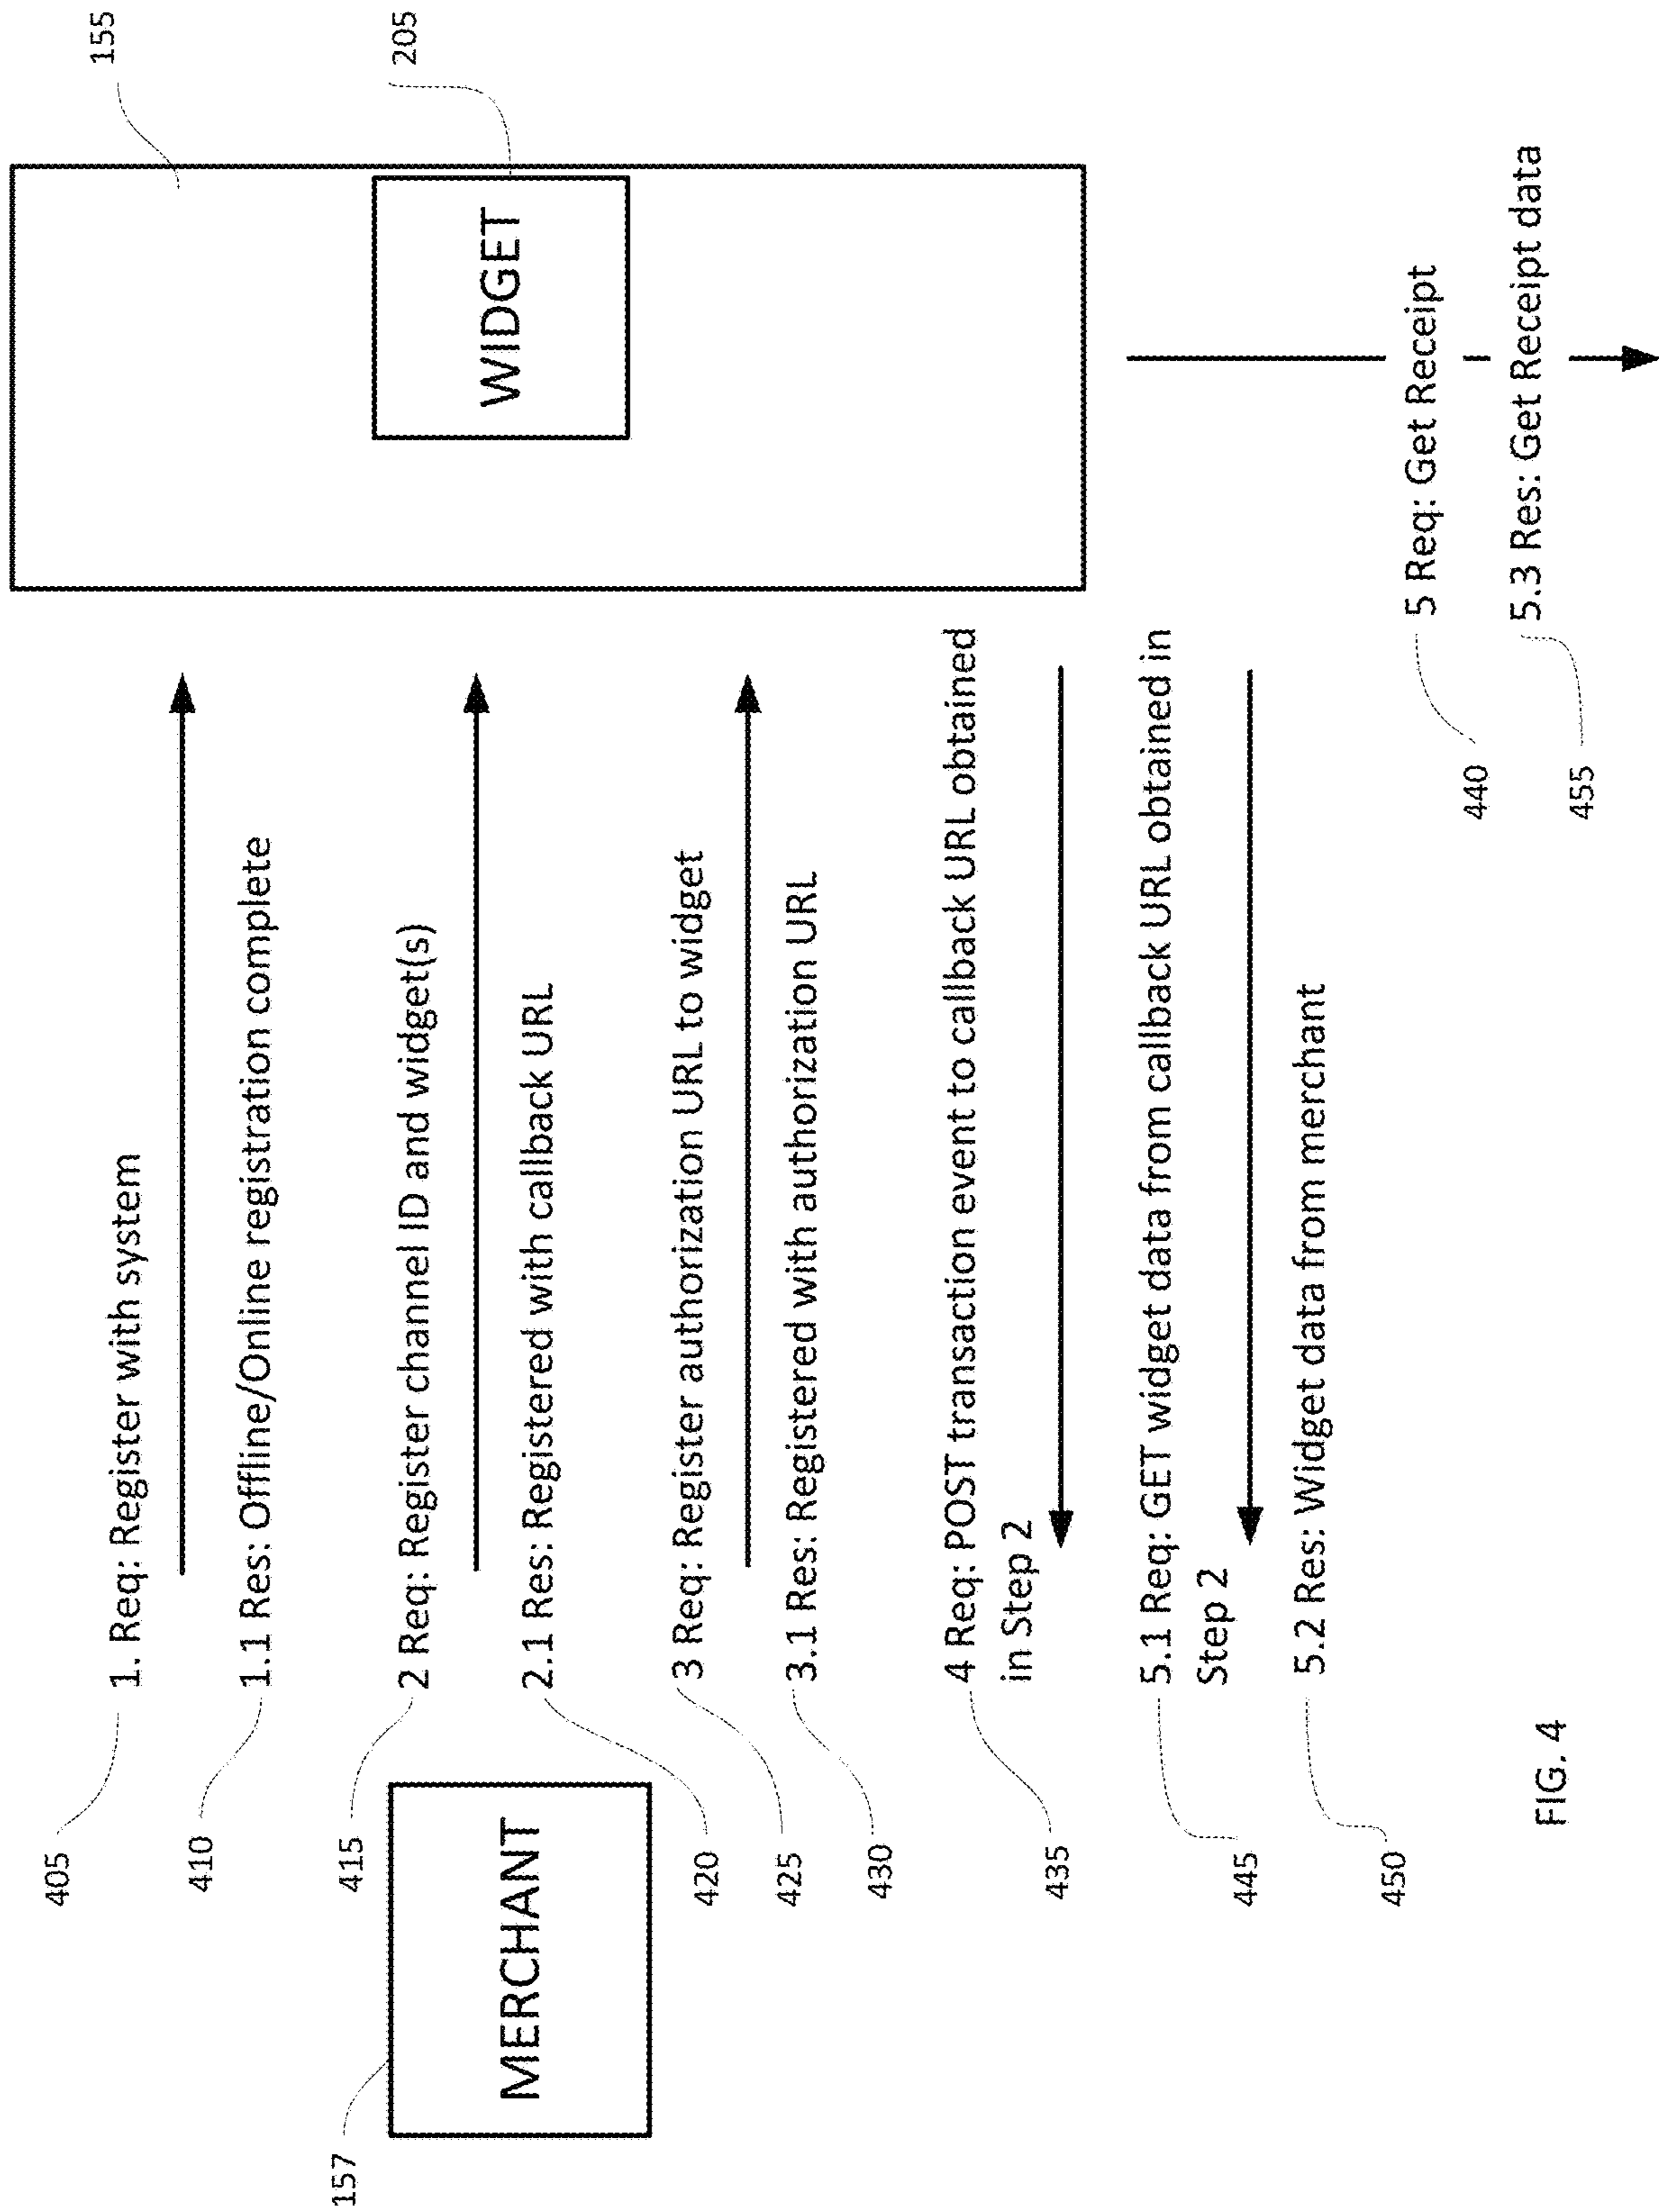 155
205
WIDGET
405
1. Req: Register with system
410
1.1 Res: Offline/Online registration complete
415
2 Req: Register channel ID and widget(s)
157
MERCHANT
420
2.1 Res: Registered with callback URL
425
3 Req: Register authorization URL to widget
430
3.1 Res: Registered with authorization URL
435
4 Req: POST transaction event to callback URL obtained
in Step 2
445
5.1 Req: GET widget data from callback URL obtained in
Step 2
450
5.2 Res: Widget data from merchant
440
5 Req: Get Receipt
455
5.3 Res: Get Receipt data
FIG. 4